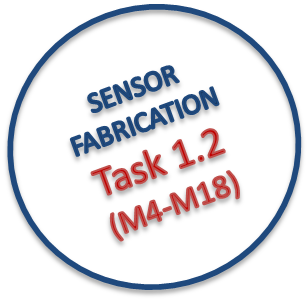 SENSOR
FABRICATION
Task 1.2
(M4-M18)